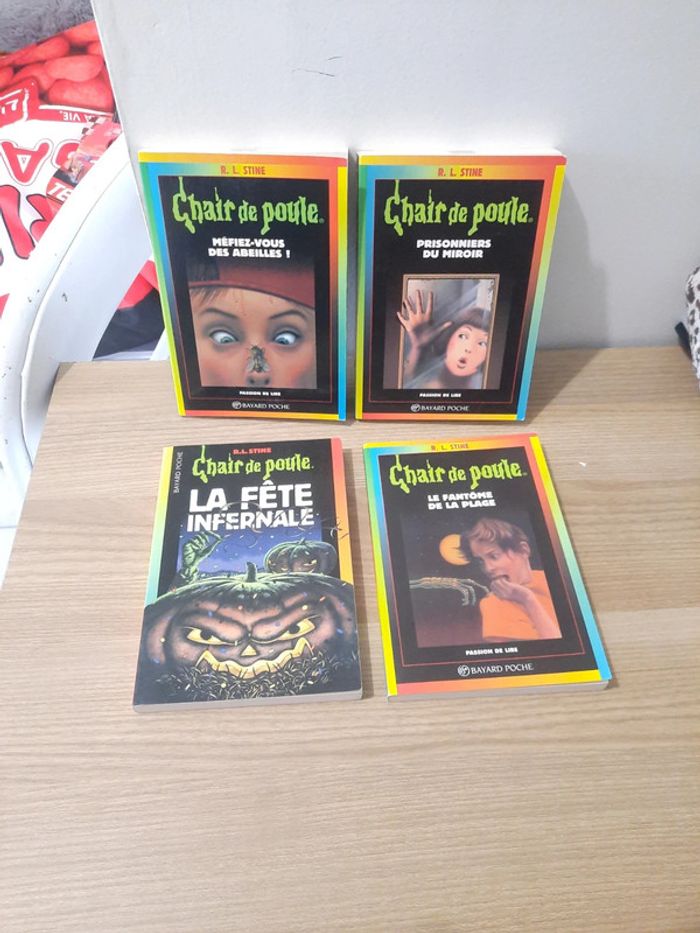 A VIE,
R. L. STINE
Chair de poule®
MÉFIEZ-VOUS
DES ABEILLES !
PASSION DE LIRE
BAYARD POCHE
R. L. STINE
Chair de poule®
PRISONNIERS
DU MIROIR
PASSION DE LIRE
BAYARD POCHE
BAYARD POCHE
R.L. STINE
Chair de poule.
LA FÊTE
INFERNALE
R. L. STINE
Chair de poule®
LE FANTÔME
DE LA PLAGE
PASSION DE LIRE
BAYARD POCHE